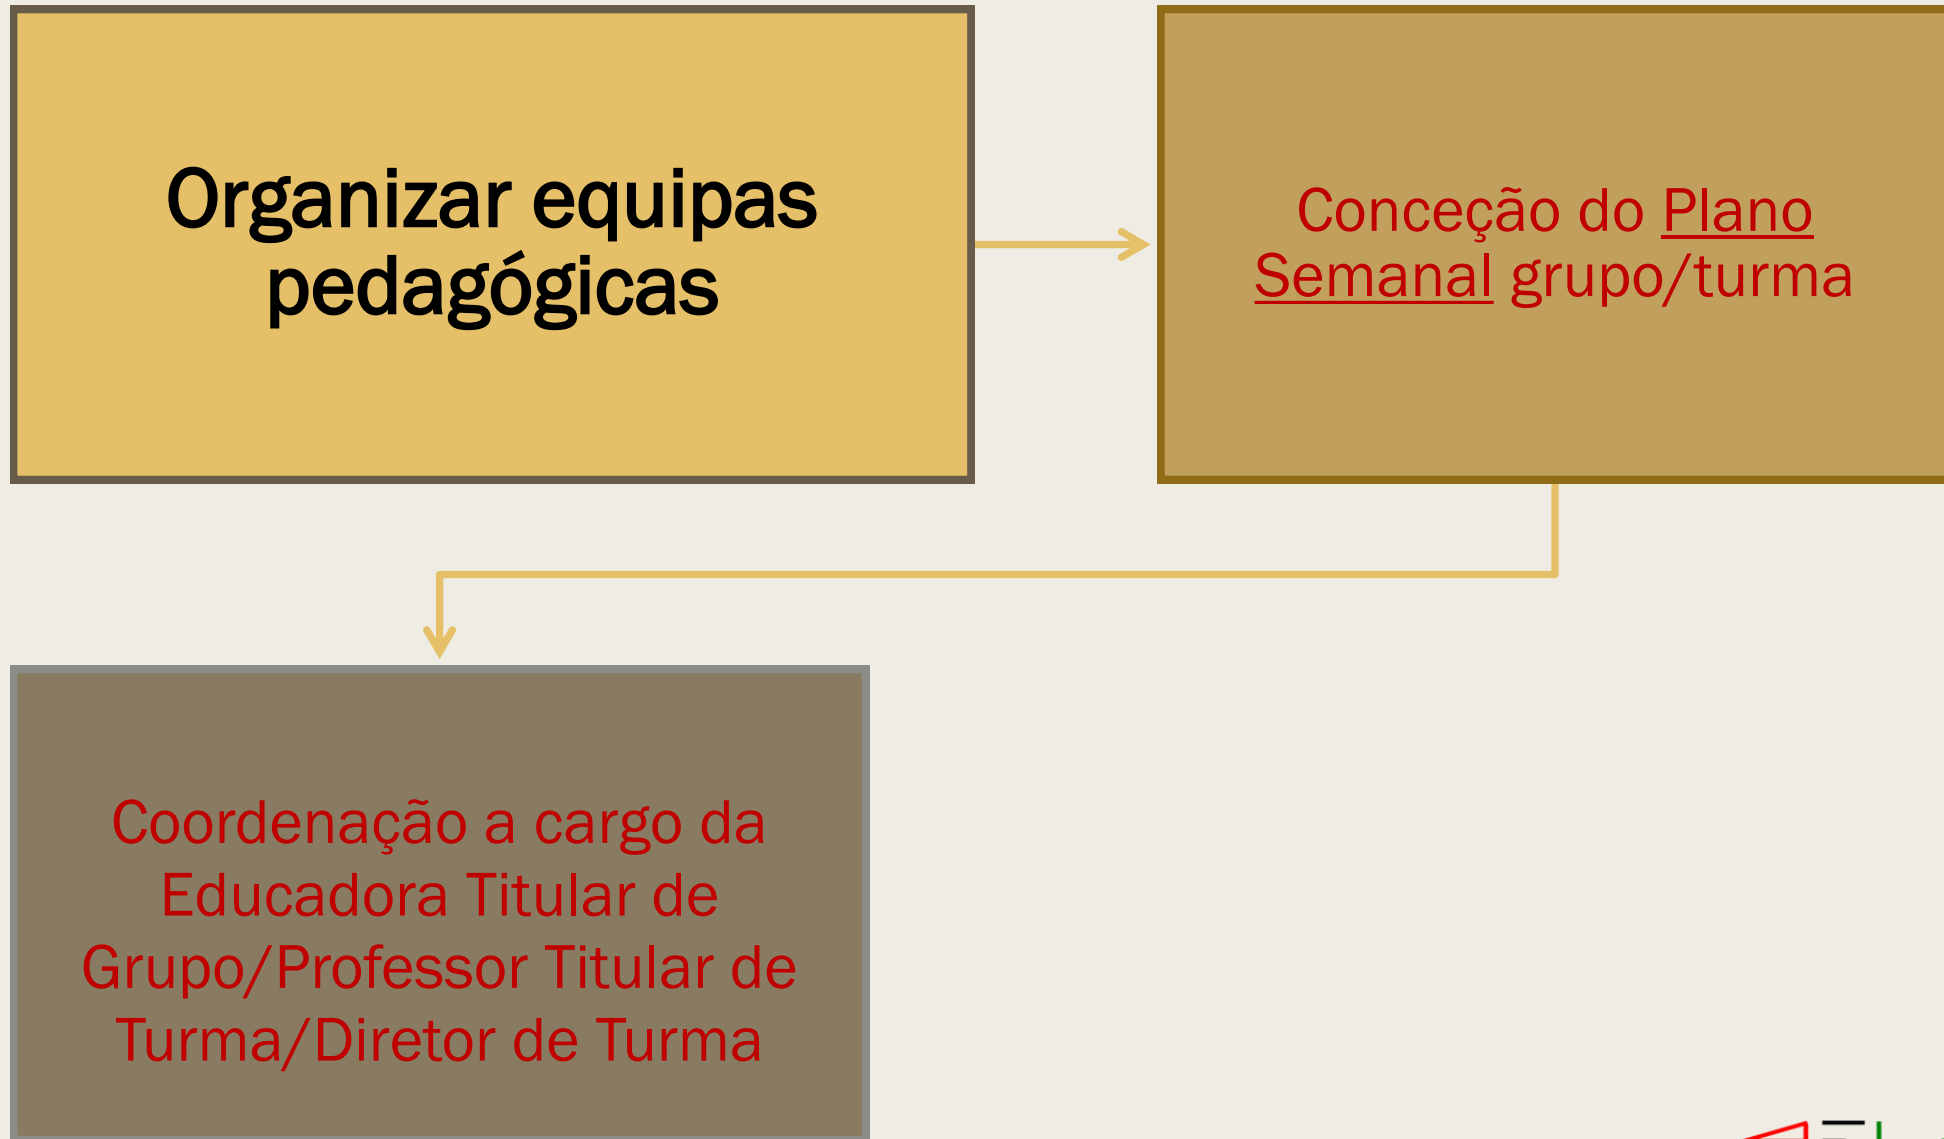 Organizar equipas
pedagógicas
Conceção do Plano
Semanal grupo/turma
Coordenação a cargo da
Educadora Titular de
Grupo/Professor Titular de
Turma/Diretor de Turma